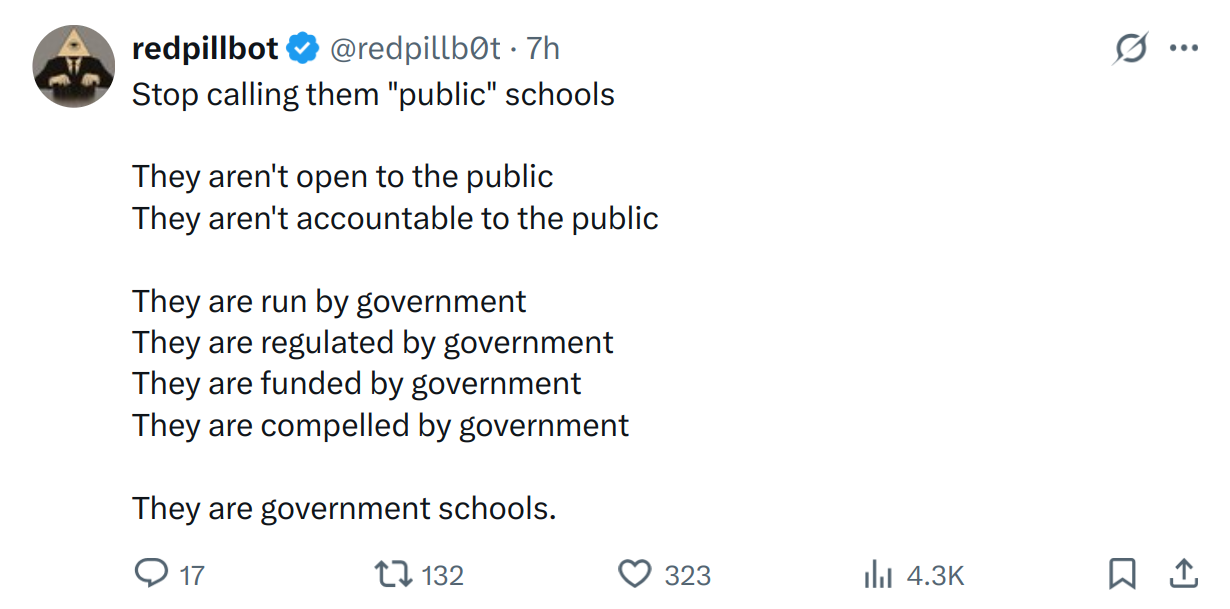 redpillbot @redpillb0t · 7h
Stop calling them "public" schools
They aren't open to the public
They aren't accountable to the public
They are run by government
They are regulated by government
They are funded by government
They are compelled by government
They are government schools.
17 132 323 4.3K